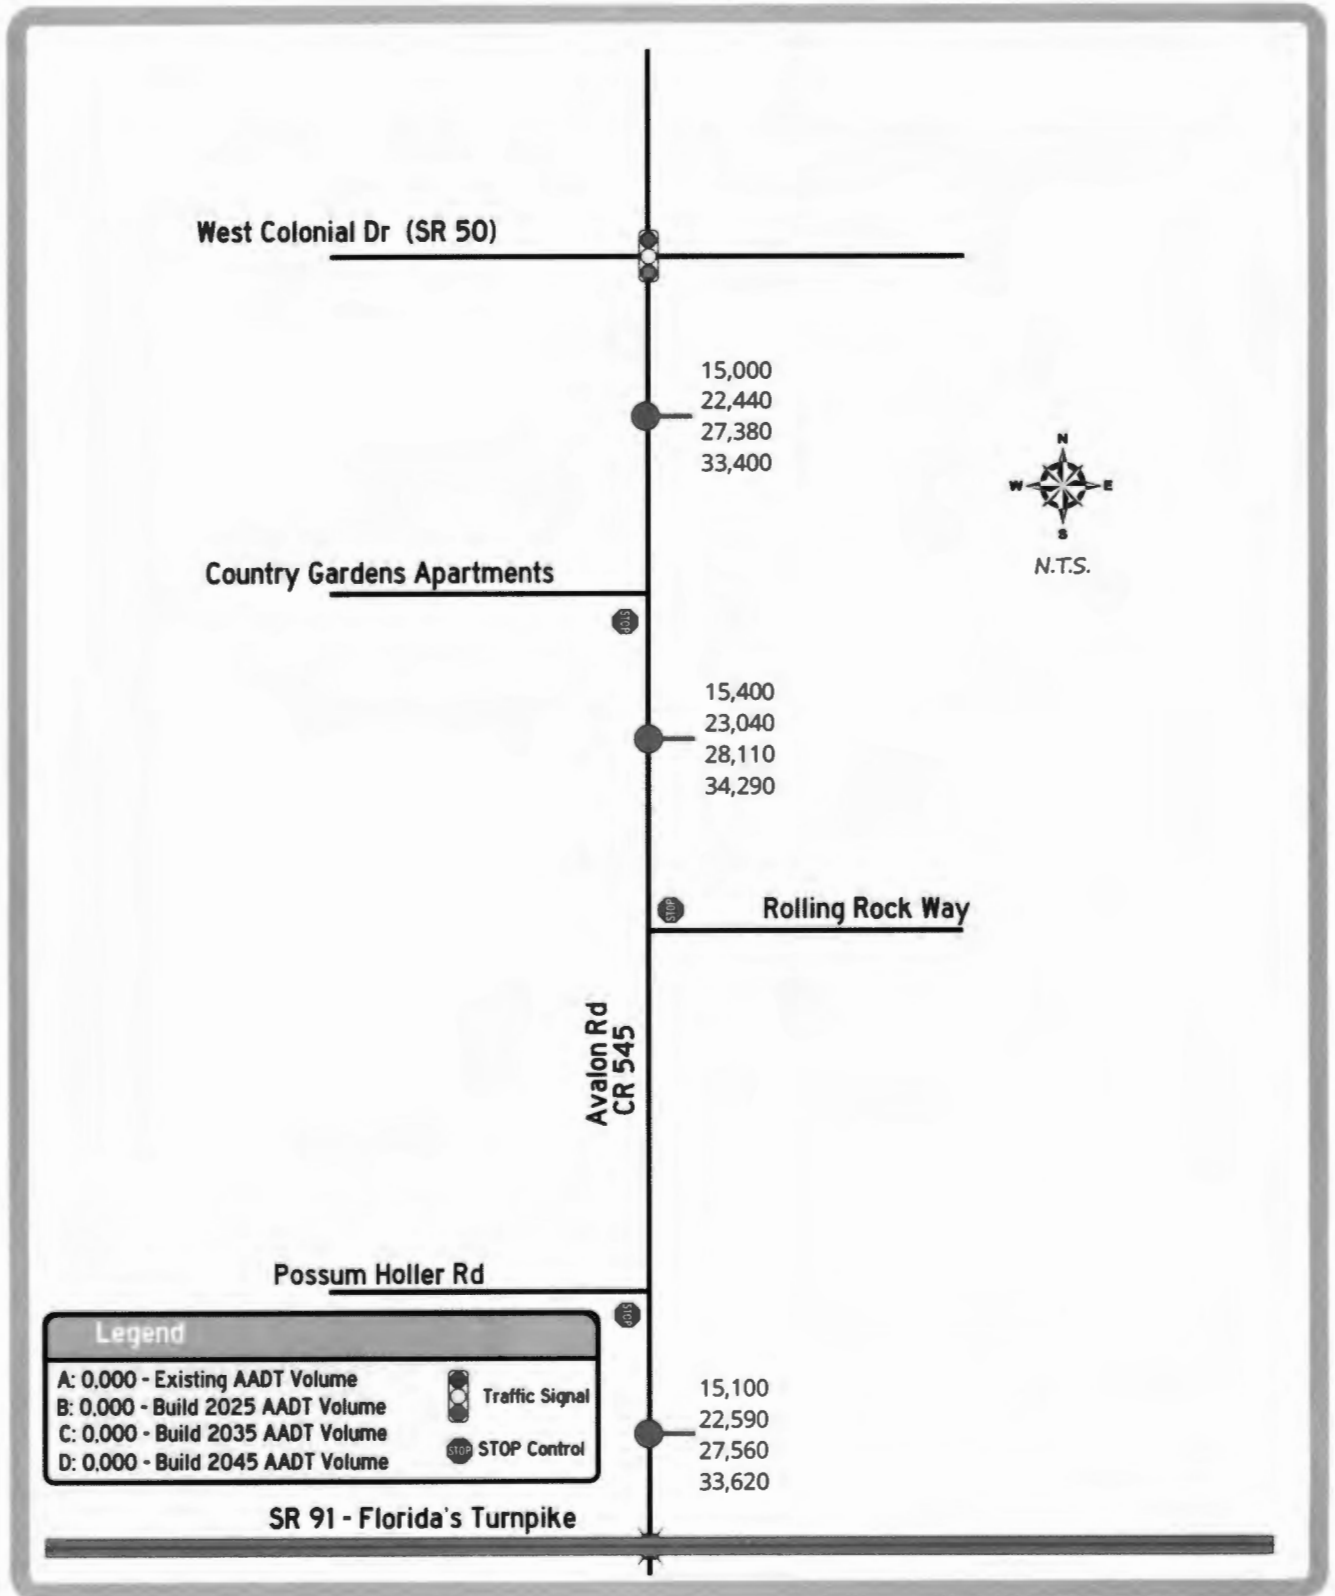 West Colonial Dr (SR 50)
15,000
22,440
27,380
33,400
N
W E
S
N.T.S.
Country Gardens Apartments
STOP
15,400
23,040
28,110
34,290
STOP
Rolling Rock Way
Avalon Rd
CR 545
Possum Holler Rd
STOP
Legend
A: 0,000 - Existing AADT Volume
B: 0,000 - Build 2025 AADT Volume
C: 0,000 - Build 2035 AADT Volume
D: 0,000 - Build 2045 AADT Volume
Traffic Signal
STOP
STOP Control
15,100
22,590
27,560
33,620
SR 91 - Florida's Turnpike